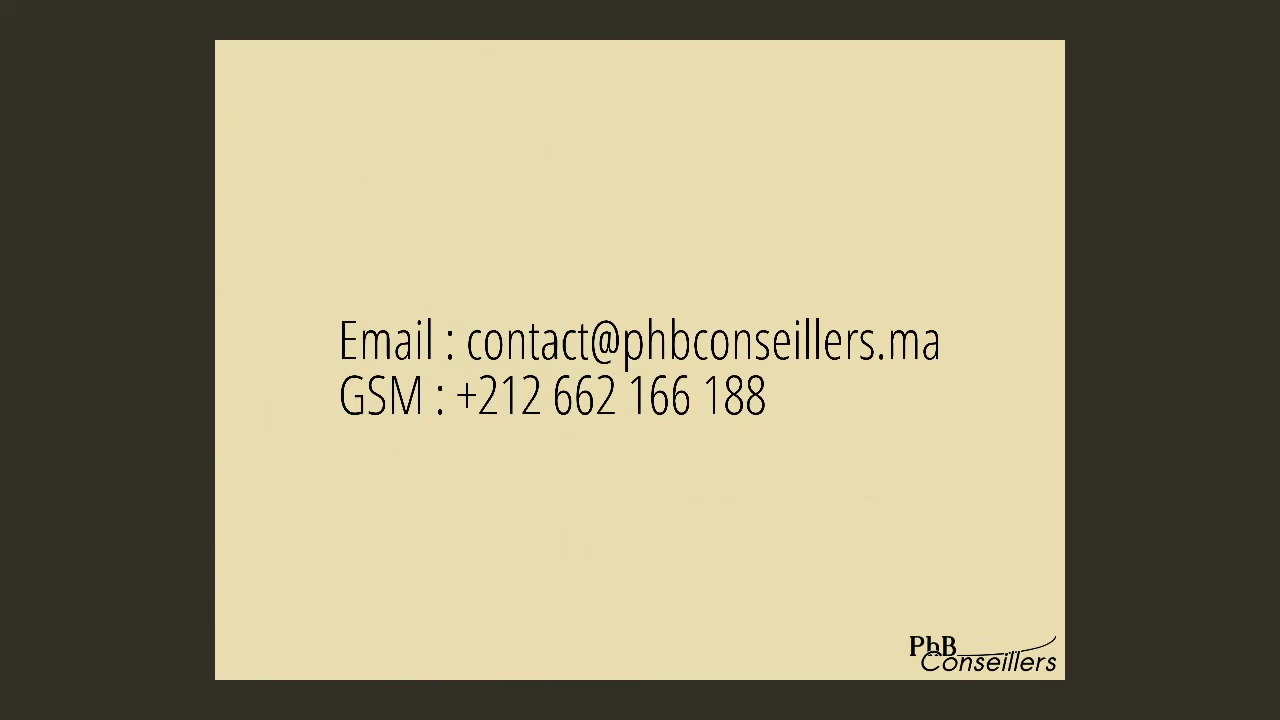 Email : contact@phbconseillers.ma
GSM : +212 662 166 188
PhB
Conseillers